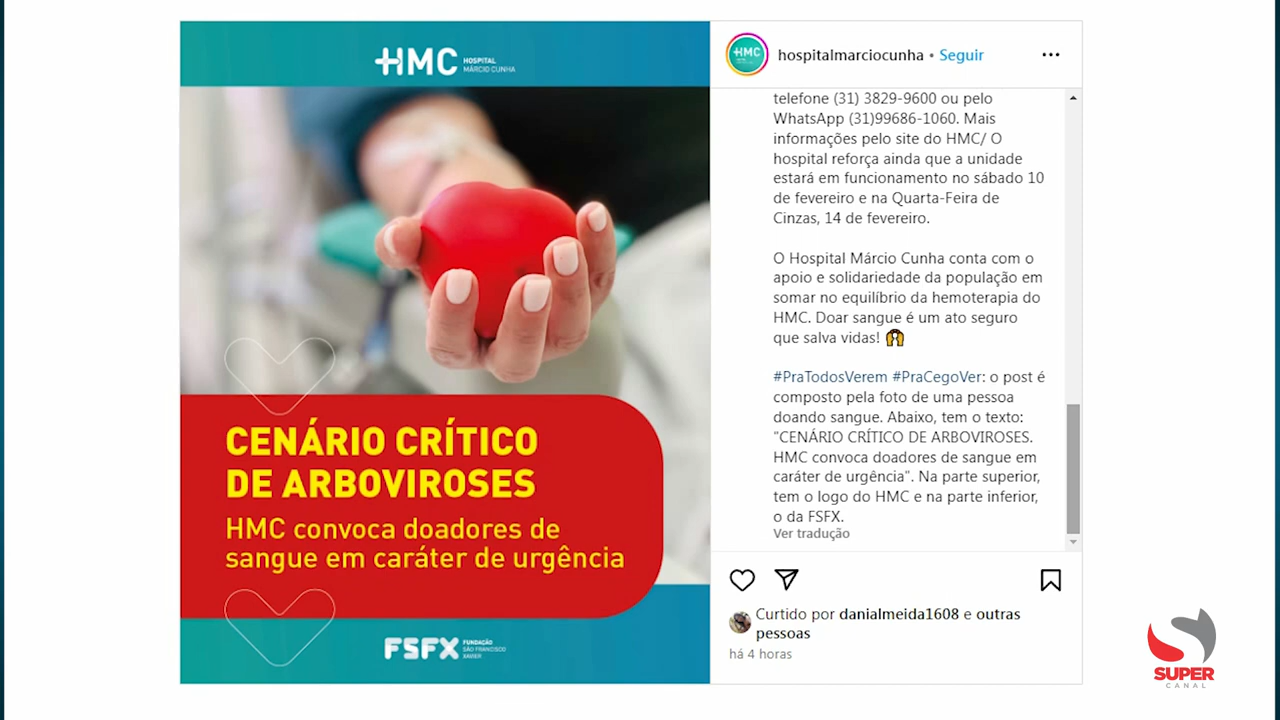 HMC HOSPITAL
MÁRCIO CUNHA
CENÁRIO CRÍTICO
DE ARBOVIROSES
HMC convoca doadores de
sangue em caráter de urgência
FSFX FUNDAÇÃO
SÃO FRANCISCO
XAVIER
HMC
hospitalmarciocunha • Seguir
telefone (31) 3829-9600 ou pelo
WhatsApp (31)99686-1060. Mais
informações pelo site do HMC/ O
hospital reforça ainda que a unidade
estará em funcionamento no sábado 10
de fevereiro e na Quarta-Feira de
Cinzas, 14 de fevereiro.
O Hospital Márcio Cunha conta com o
apoio e solidariedade da população em
somar no equilíbrio da hemoterapia do
HMC. Doar sangue é um ato seguro
que salva vidas! 🙌
#PraTodosVerem #PraCegoVer: o post é
composto pela foto de uma pessoa
doando sangue. Abaixo, tem o texto:
"CENÁRIO CRÍTICO DE ARBOVIROSES.
HMC convoca doadores de sangue em
caráter de urgência". Na parte superior,
tem o logo do HMC e na parte inferior,
o da FSFX.
Ver tradução
Curtido por danialmeida1608 e outras
pessoas
há 4 horas
SUPER
CANAL